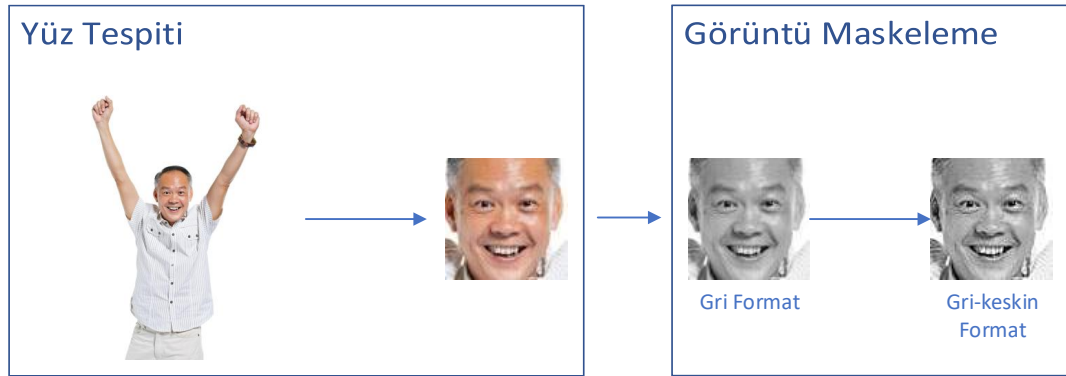 Yüz Tespiti
Görüntü Maskeleme
Gri Format
Gri-keskin
Format